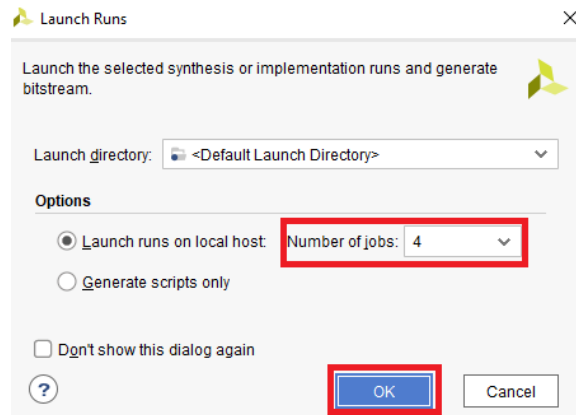 Launch Runs
Launch the selected synthesis or implementation runs and generate
bitstream.
Launch directory: <Default Launch Directory>
Options
Launch runs on local host: Number of jobs: 4
Generate scripts only
Don't show this dialog again
? OK Cancel